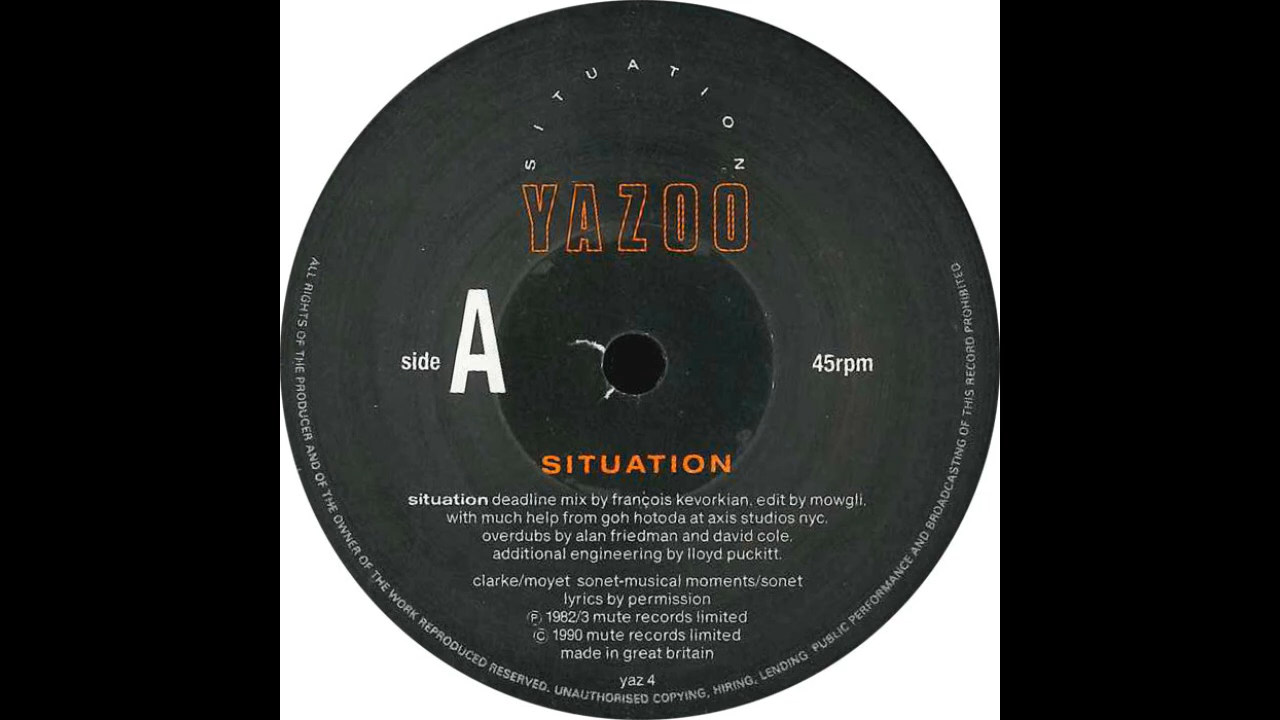 SITUATION
YAZOO
side A
45rpm
SITUATION
situation deadline mix by françois kevorkian. edit by mowgli.
with much help from goh hotoda at axis studios nyc.
overdubs by alan friedman and david cole.
additional engineering by lloyd puckitt.
clarke/moyet sonet-musical moments/sonet
lyrics by permission
℗ 1982/3 mute records limited
© 1990 mute records limited
made in great britain
yaz 4
ALL RIGHTS OF THE PRODUCER AND OF THE OWNER OF THE WORK REPRODUCED RESERVED. UNAUTHORISED COPYING, HIRING, LENDING PUBLIC PERFORMANCE AND BROADCASTING OF THIS RECORD PROHIBITED